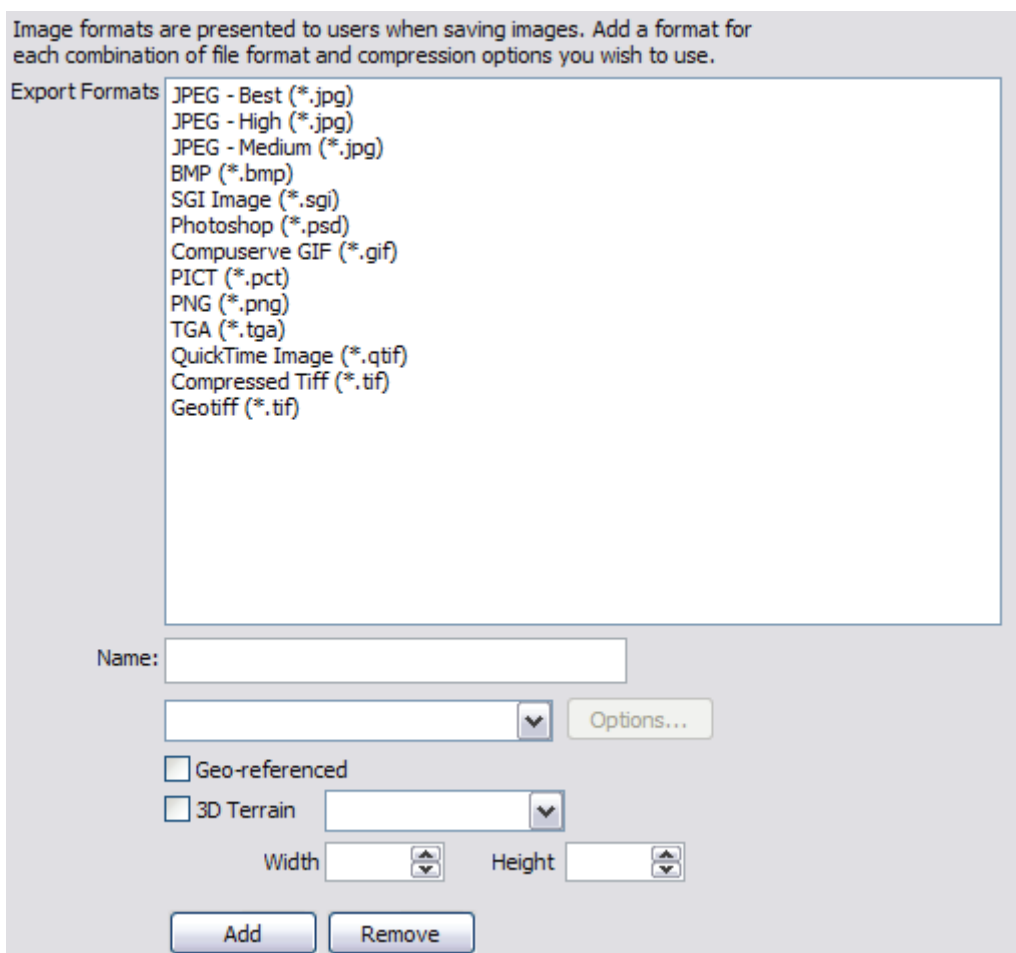 Image formats are presented to users when saving images. Add a format for
each combination of file format and compression options you wish to use.
Export Formats
JPEG - Best (*.jpg)
JPEG - High (*.jpg)
JPEG - Medium (*.jpg)
BMP (*.bmp)
SGI Image (*.sgi)
Photoshop (*.psd)
Compuserve GIF (*.gif)
PICT (*.pct)
PNG (*.png)
TGA (*.tga)
QuickTime Image (*.qtif)
Compressed Tiff (*.tif)
Geotiff (*.tif)
Name:
Options...
Geo-referenced
3D Terrain
Width Height
Add Remove